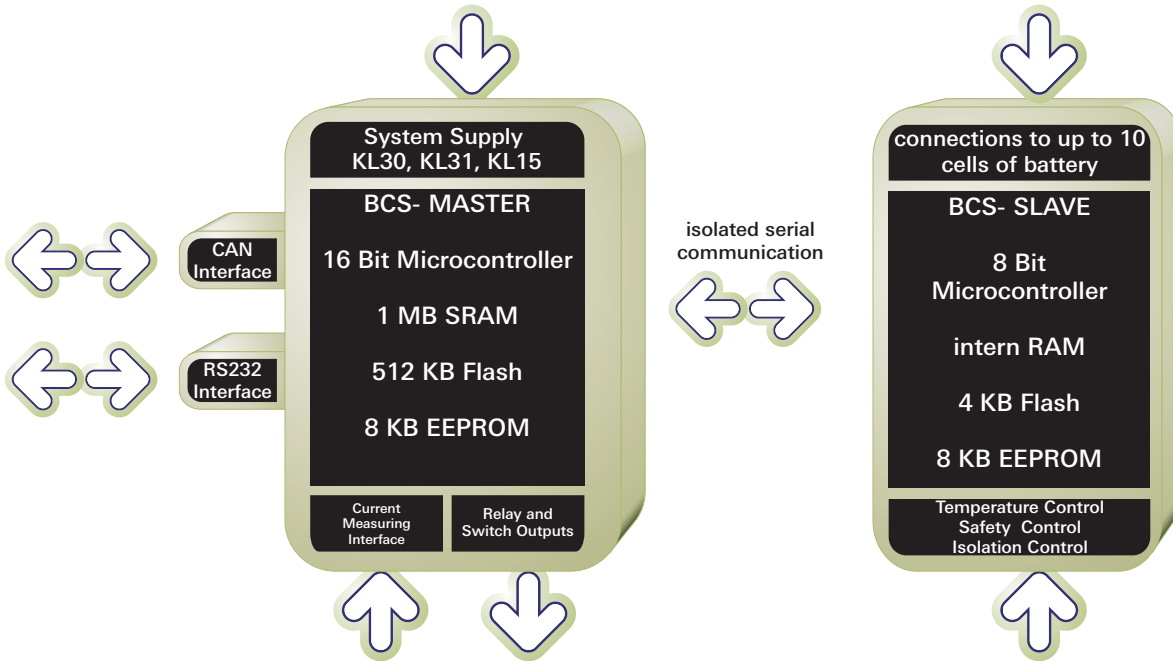 System Supply
KL30, KL31, KL15
BCS- MASTER
16 Bit Microcontroller
1 MB SRAM
512 KB Flash
8 KB EEPROM
CAN
Interface
RS232
Interface
Current
Measuring
Interface
Relay and
Switch Outputs
isolated serial
communication
connections to up to 10
cells of battery
BCS- SLAVE
8 Bit
Microcontroller
intern RAM
4 KB Flash
8 KB EEPROM
Temperature Control
Safety Control
Isolation Control